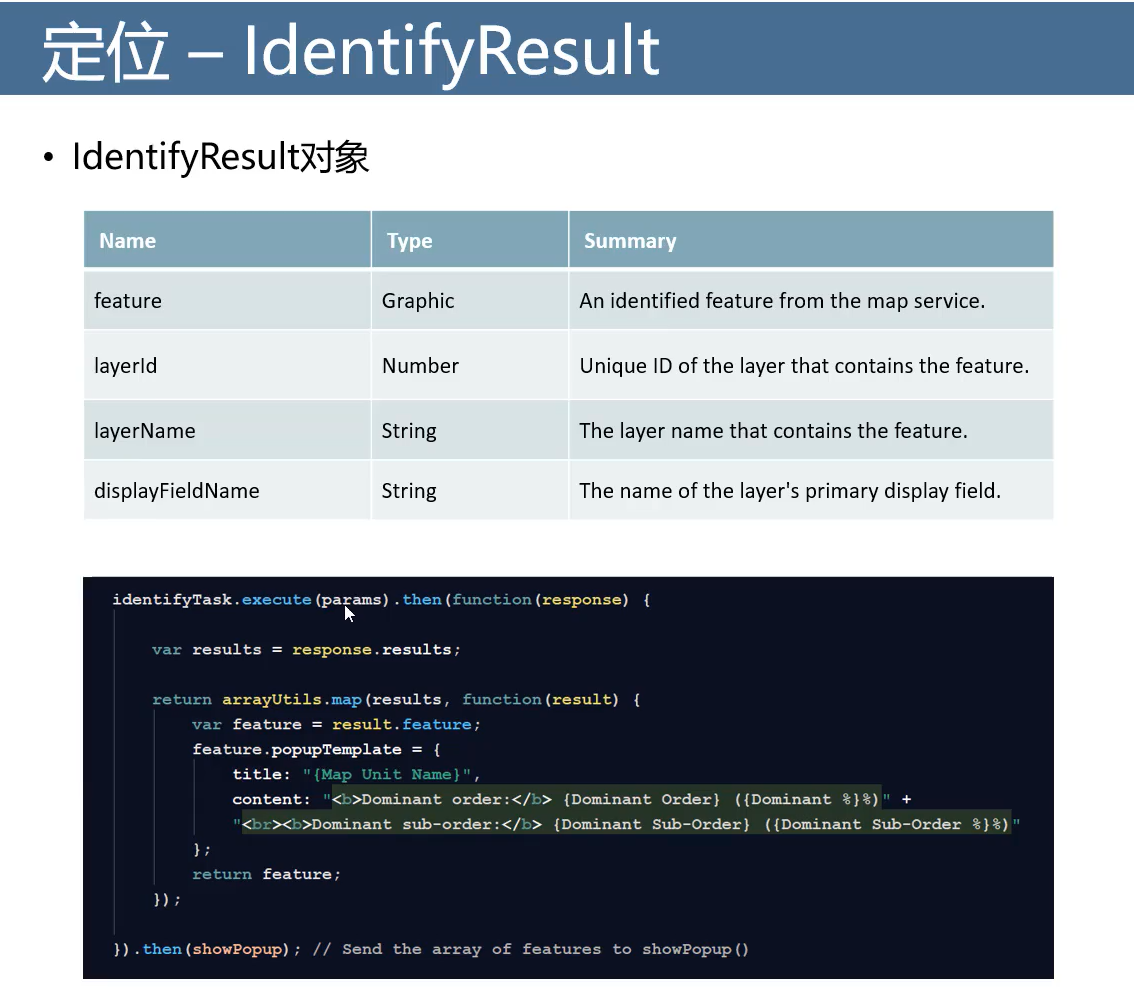 定位 – IdentifyResult
• IdentifyResult对象
Name Type Summary
feature Graphic An identified feature from the map service.
layerId Number Unique ID of the layer that contains the feature.
layerName String The layer name that contains the feature.
displayFieldName String The name of the layer's primary display field.
identifyTask.execute(params).then(function(response) {
var results = response.results;
return arrayUtils.map(results, function(result) {
var feature = result.feature;
feature.popupTemplate = {
title: "{Map Unit Name}",
content: "<b>Dominant order:</b> {Dominant Order} ({Dominant %}%)" +
"<br><b>Dominant sub-order:</b> {Dominant Sub-Order} ({Dominant Sub-Order %}%)"
};
return feature;
});
}).then(showPopup); // Send the array of features to showPopup()